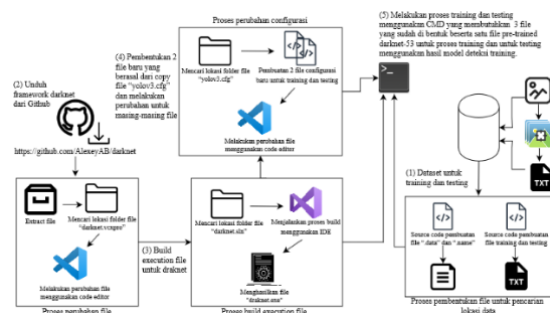 Proses perubahan configurasi
Mencari lokasi folder file
"yolov3.cfg"
Pembuatan 2 file configurasi
baru untuk training dan testing
Melakukan perubahan file
menggunakan code editor
(4) Pembentukan 2
file baru yang
berasal dari copy
file "yolov3.cfg"
dan melakukan
perubahan untuk
masing-masing file
(5) Melakukan proses training dan testing
menggunakan CMD yang membutuhkan 3 file
yang sudah di bentuk beserta satu file pre-trained
darknet-53 untuk proses training dan untuk testing
menggunakan hasil model deteksi training.
(2) Unduh
framework darknet
dari Github
https://github.com/AlexeyAB/darknet
Extract file
Mencari lokasi folder file
"darknet.vcxproj"
Melakukan perubahan file
menggunakan code editor
Proses perubahan file
(3) Build
execution file
untuk draknet
Mencari lokasi folder file
"darknet.sln"
Menjalankan proses build
menggunakan IDE
Menghasilkan file
"draknet.exe"
Proses build execution file
(1) Dataset untuk
training dan testing
TXT
Source code pembuatan
file ".data" dan ".name"
Source code pembuatan
file training dan testing
TXT
Proses pembentukan file untuk pencarian
lokasi data